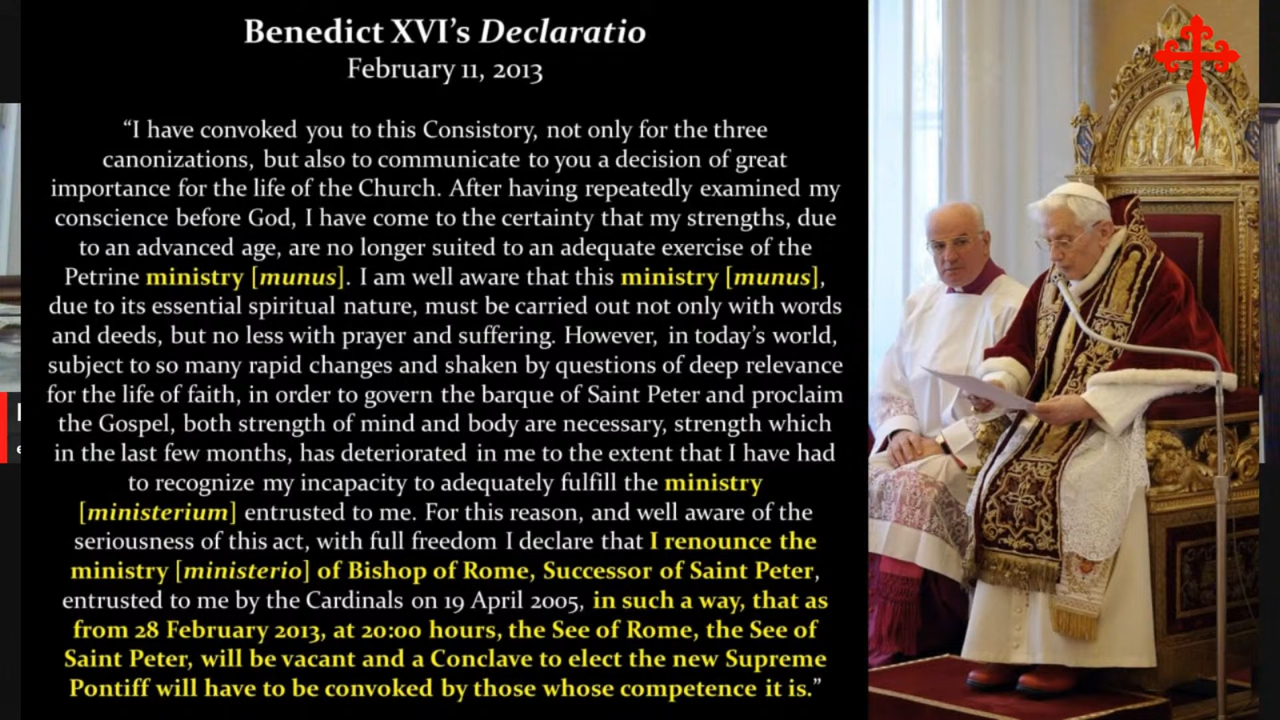 Benedict XVI's Declaratio
February 11, 2013
“I have convoked you to this Consistory, not only for the three
canonizations, but also to communicate to you a decision of great
importance for the life of the Church. After having repeatedly examined my
conscience before God, I have come to the certainty that my strengths, due
to an advanced age, are no longer suited to an adequate exercise of the
Petrine ministry [munus]. I am well aware that this ministry [munus],
due to its essential spiritual nature, must be carried out not only with words
and deeds, but no less with prayer and suffering. However, in today's world,
subject to so many rapid changes and shaken by questions of deep relevance
for the life of faith, in order to govern the barque of Saint Peter and proclaim
the Gospel, both strength of mind and body are necessary, strength which
in the last few months, has deteriorated in me to the extent that I have had
to recognize my incapacity to adequately fulfill the ministry
[ministerium] entrusted to me. For this reason, and well aware of the
seriousness of this act, with full freedom I declare that I renounce the
ministry [ministerio] of Bishop of Rome, Successor of Saint Peter,
entrusted to me by the Cardinals on 19 April 2005, in such a way, that as
from 28 February 2013, at 20:00 hours, the See of Rome, the See of
Saint Peter, will be vacant and a Conclave to elect the new Supreme
Pontiff will have to be convoked by those whose competence it is.”